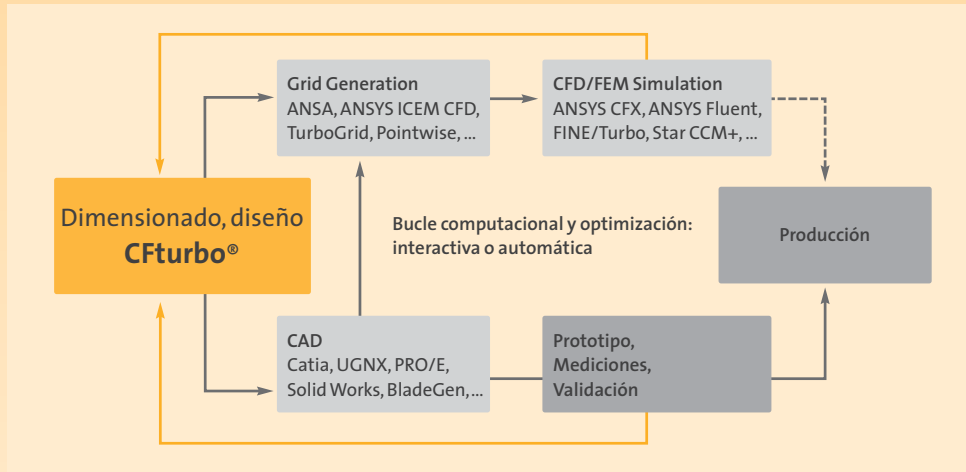 Grid Generation
ANSA, ANSYS ICEM CFD,
TurboGrid, Pointwise, ...
CFD/FEM Simulation
ANSYS CFX, ANSYS Fluent,
FINE/Turbo, Star CCM+, ...
Dimensionado, diseño
CFturbo®
Bucle computacional y optimización:
interactiva o automática
Producción
CAD
Catia, UGNX, PRO/E,
Solid Works, BladeGen,...
Prototipo,
Mediciones,
Validación